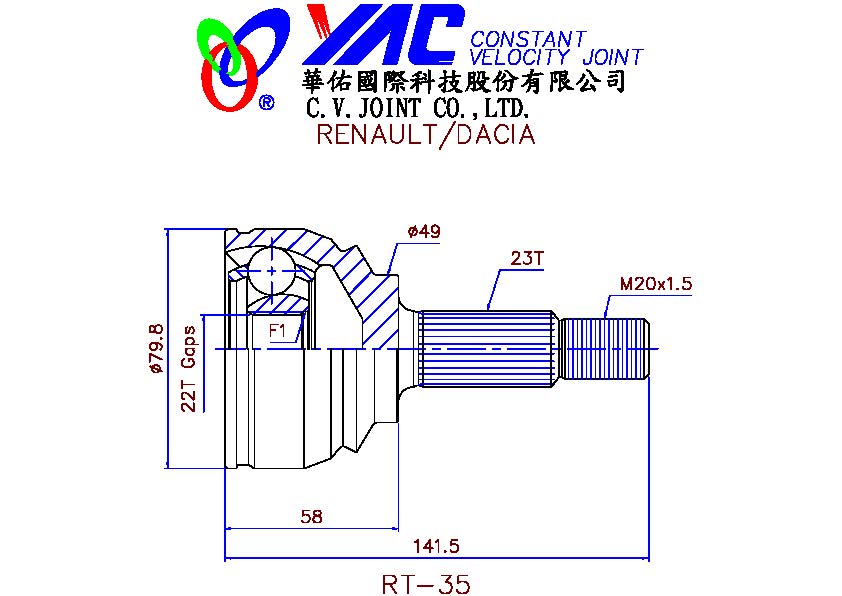 YAC CONSTANT
VELOCITY JOINT
®
華佑國際科技股份有限公司
C.V.JOINT CO.,LTD.
RENAULT/DACIA
ø49
23T
M20x1.5
F1
ø79.8
22T Gaps
58
141.5
RT-35